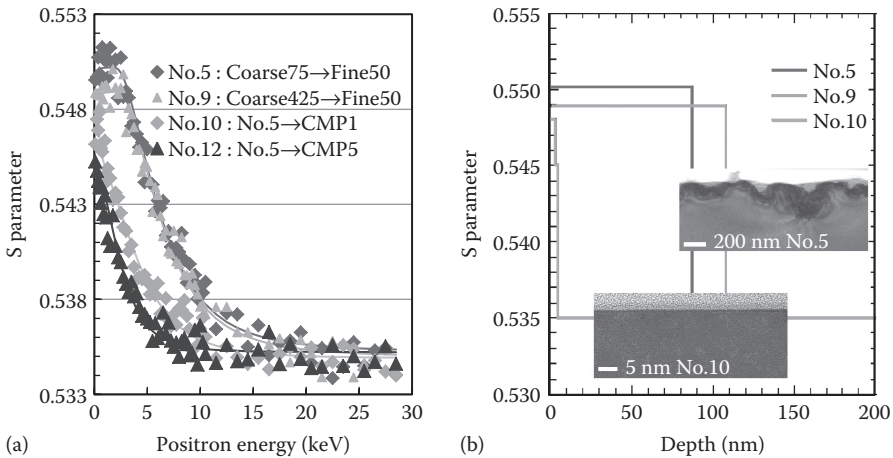 0.553
0.548
0.543
0.538
0.533
S parameter
No.5 : Coarse75→Fine50
No.9 : Coarse425→Fine50
No.10 : No.5→CMP1
No.12 : No.5→CMP5
0 5 10 15 20 25 30
(a) Positron energy (keV)
0.555
0.550
0.545
0.540
0.535
0.530
S parameter
No.5
No.9
No.10
200 nm No.5
5 nm No.10
0 50 100 150 200
(b) Depth (nm)